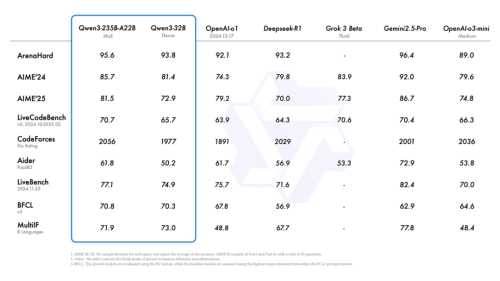 Qwen3-235B-A22B Qwen3-32B OpenAI-o1 Deepseek-R1 Grok 3 Beta Gemini2.5-Pro OpenAI-o3-mini
MoE Dense 2024-12-17 Think Medium
ArenaHard 95.6 93.8 92.1 93.2 - 96.4 89.0
AIME'24 85.7 81.4 74.3 79.8 83.9 92.0 79.6
AIME'25 81.5 72.9 79.2 70.0 77.3 86.7 74.8
LiveCodeBench 70.7 65.7 63.9 64.3 70.6 70.4 66.3
v5, 2024.10-2025.02
CodeForces 2056 1977 1891 2029 - 2001 2036
Elo Rating
Aider 61.8 50.2 61.7 56.9 53.3 72.9 53.8
Pass@2
LiveBench 77.1 74.9 75.7 71.6 - 82.4 70.0
2024-11-25
BFCL 70.8 70.3 67.8 56.9 - 62.9 64.6
v3
MultiIF 71.9 73.0 48.8 67.7 - 77.8 48.4
8 Languages